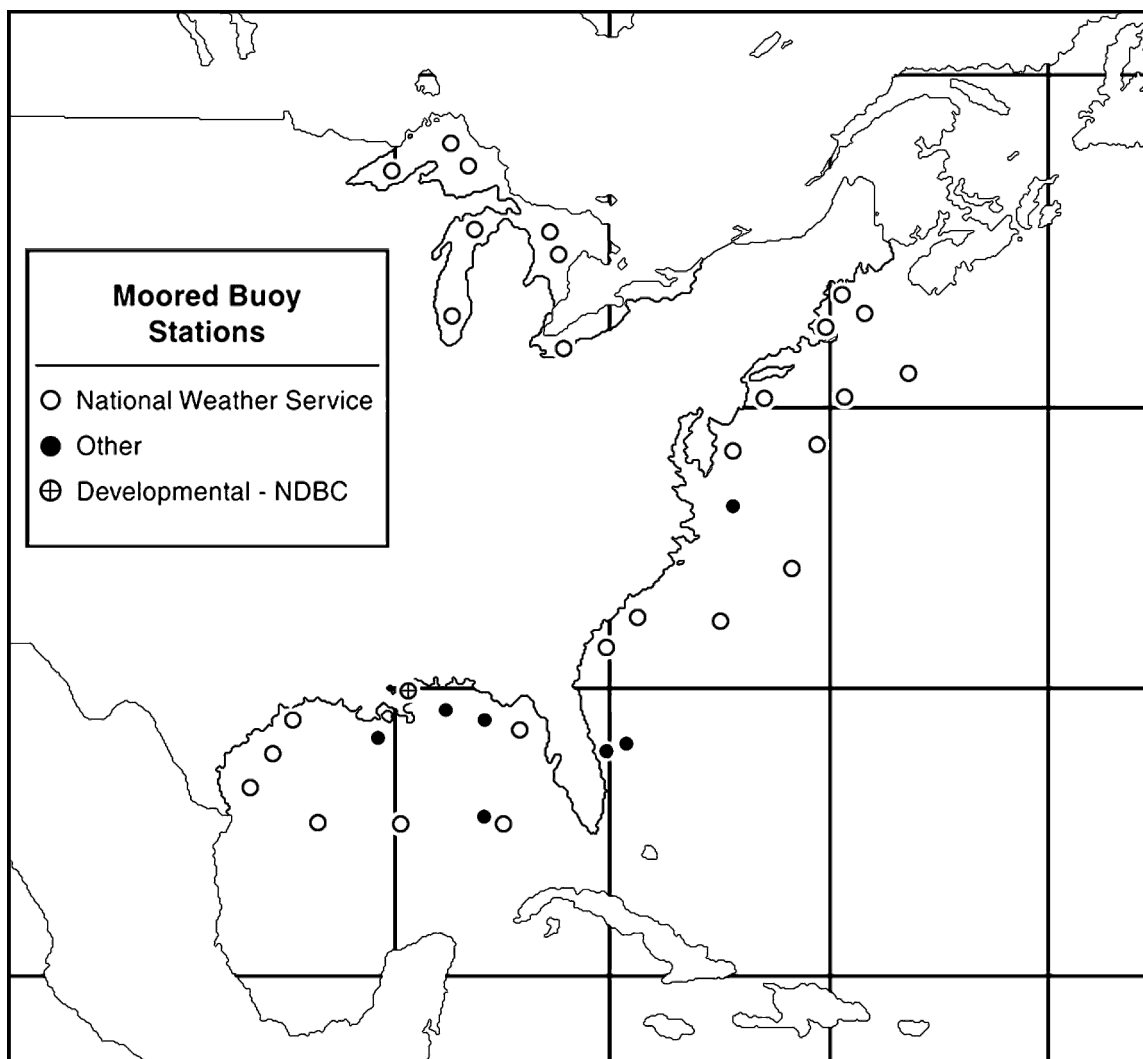 Moored Buoy
Stations
National Weather Service
Other
Developmental - NDBC